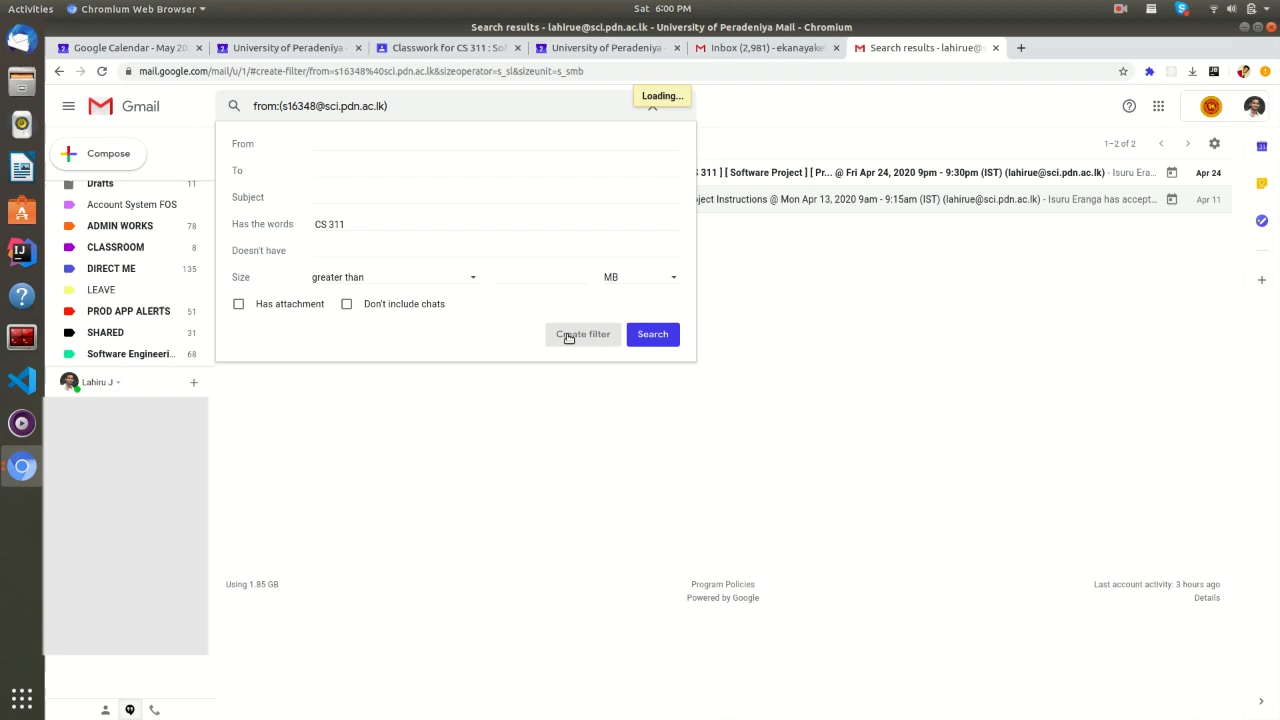 Activities Chromium Web Browser Sat 6:00 PM
Search results - lahirue@sci.pdn.ac.lk - University of Peradeniya Mail - Chromium
Google Calendar - May 20 University of Peradeniya - Classwork for CS 311 : Sof University of Peradeniya - Inbox (2,981) - ekanayakel Search results - lahirue@s
mail.google.com/mail/u/1/#create-filter/from=s16348%40sci.pdn.ac.lk&sizeoperator=s_sl&sizeunit=s_smb
Gmail from:(s16348@sci.pdn.ac.lk) Loading...
Compose
From
1–2 of 2
To
311 ] [ Software Project ] [ Pr... @ Fri Apr 24, 2020 9pm - 9:30pm (IST) (lahirue@sci.pdn.ac.lk) - Isuru Era... Apr 24
Drafts 11
Subject
ject Instructions @ Mon Apr 13, 2020 9am - 9:15am (IST) (lahirue@sci.pdn.ac.lk) - Isuru Eranga has accept... Apr 11
Account System FOS
Has the words CS 311
ADMIN WORKS 78
CLASSROOM 8
Doesn't have
DIRECT ME 135
Size greater than MB
LEAVE
Has attachment Don't include chats
PROD APP ALERTS 51
SHARED 31
Create filter Search
Software Engineeri... 68
Lahiru J
Using 1.85 GB Program Policies Last account activity: 3 hours ago
Powered by Google Details